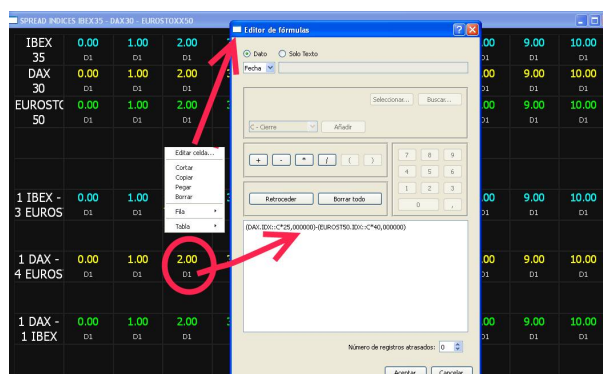 SPREAD INDICES IBEX35 - DAX30 - EUROSTOXX50
IBEX 35 0.00 1.00 2.00 .00 9.00 10.00
D1 D1 D1 D1 D1
DAX 30 0.00 1.00 2.00 .00 9.00 10.00
D1 D1 D1 D1 D1
EUROSTC 50 0.00 1.00 2.00 .00 9.00 10.00
D1 D1 D1 D1 D1
1 IBEX - 3 EUROS 0.00 1.00 2.00 .00 9.00 10.00
D1 D1 D1 D1 D1
1 DAX - 4 EUROS 0.00 1.00 2.00 .00 9.00 10.00
D1 D1 D1 D1 D1
1 DAX - 1 IBEX 0.00 1.00 2.00 .00 9.00 10.00
D1 D1 D1 D1 D1
Editar celda...
Cortar
Copiar
Pegar
Borrar
Fila
Tabla
Editor de fórmulas
Dato Solo Texto
Fecha
Seleccionar... Buscar...
C - Cierre Añadir
+ - * / ( )
7 8 9
4 5 6
1 2 3
0 ,
Retroceder Borrar todo
(DAX.IDX::C*25,000000)-(EUROST50.IDX::C*40,000000)
Número de registros atrasados: 0
Aceptar Cancelar